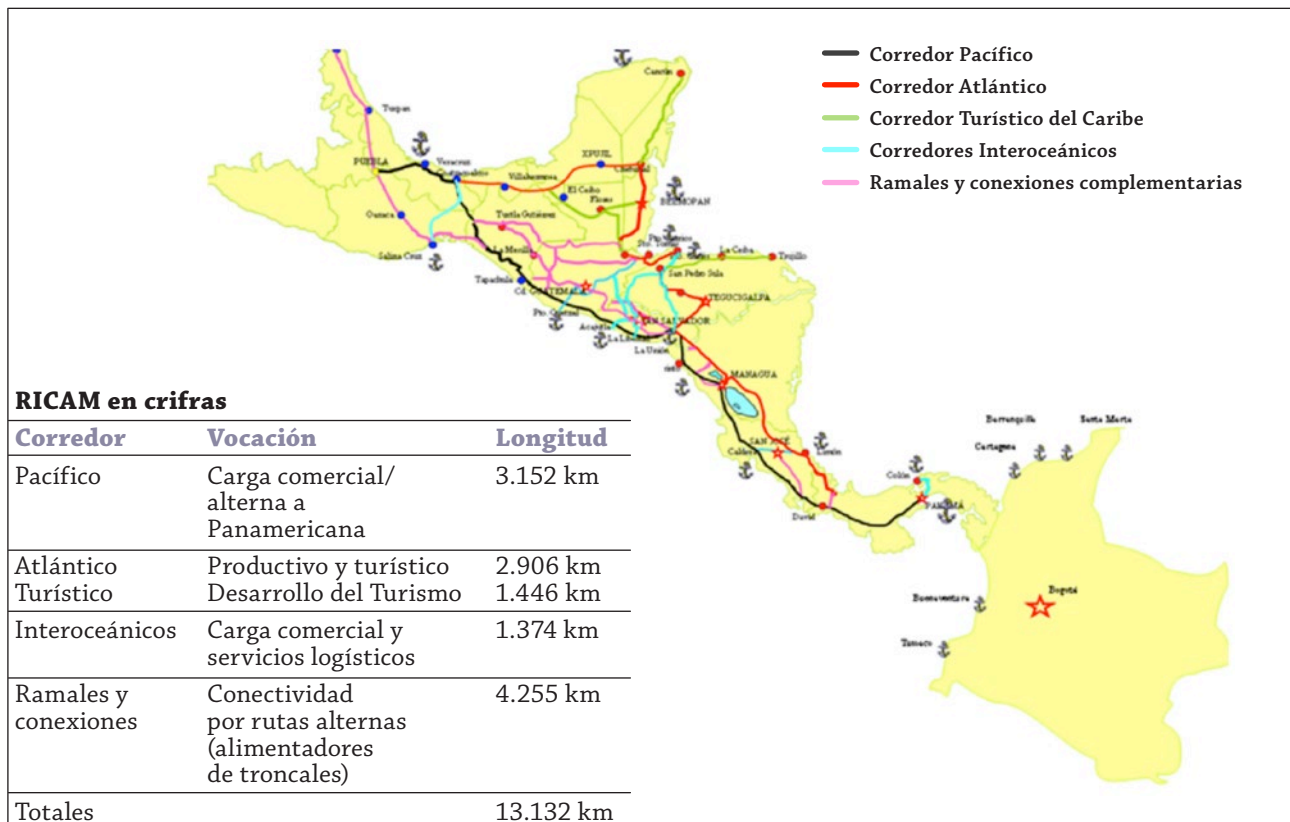 Corredor Pacífico
Corredor Atlántico
Corredor Turístico del Caribe
Corredores Interoceánicos
Ramales y conexiones complementarias
Cancún
Tuxpan
PUEBLA
Veracruz
XPUJIL
Chetumal
Villahermosa
El Ceibo
Flores
BELMOPAN
Oaxaca
Tuxtla Gutiérrez
Salina Cruz
La Mesilla
La Ceiba
Trujillo
San Pedro Sula
Tapachula
Cd. GUATEMALA
TEGUCIGALPA
Pto. Quetzal
SAN SALVADOR
Acajutla
La Unión
MANAGUA
SAN JOSÉ
Caldera
Limón
Colón
PANAMÁ
David
Barranquilla
Santa Marta
Cartagena
Buenaventura
Bogotá
RICAM en crifras
Corredor Vocación Longitud
Pacífico Carga comercial/ 3.152 km
alterna a
Panamericana
Atlántico Productivo y turístico 2.906 km
Turístico Desarrollo del Turismo 1.446 km
Interoceánicos Carga comercial y 1.374 km
servicios logísticos
Ramales y Conectividad 4.255 km
conexiones por rutas alternas
(alimentadores
de troncales)
Totales 13.132 km